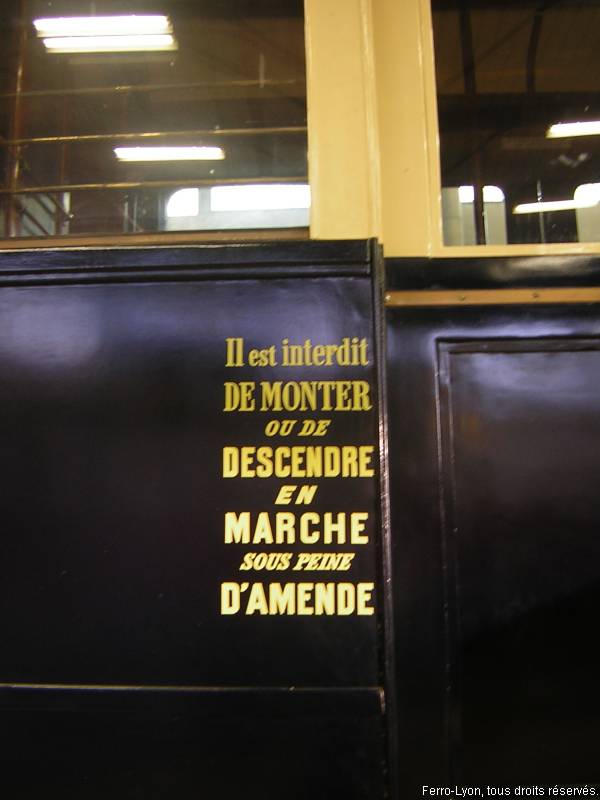 Il est interdit
DE MONTER
OU DE
DESCENDRE
EN
MARCHE
SOUS PEINE
D'AMENDE
Ferro-Lyon, tous droits réservés.